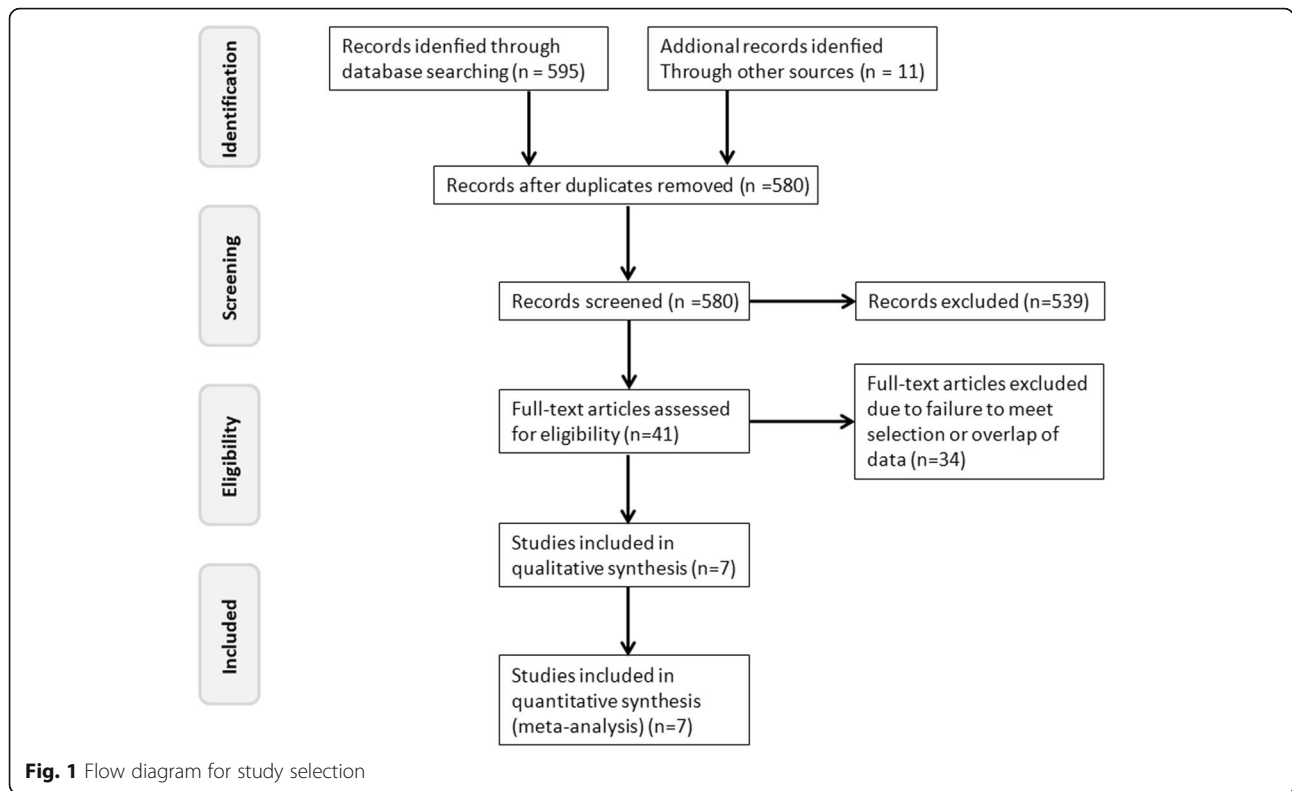 Identification
Records idenfied through
database searching (n = 595)
Addional records idenfied
Through other sources (n = 11)
Records after duplicates removed (n =580)
Screening
Records screened (n =580)
Records excluded (n=539)
Eligibility
Full-text articles assessed
for eligibility (n=41)
Full-text articles excluded
due to failure to meet
selection or overlap of
data (n=34)
Studies included in
qualitative synthesis (n=7)
Included
Studies included in
quantitative synthesis
(meta-analysis) (n=7)
Fig. 1 Flow diagram for study selection